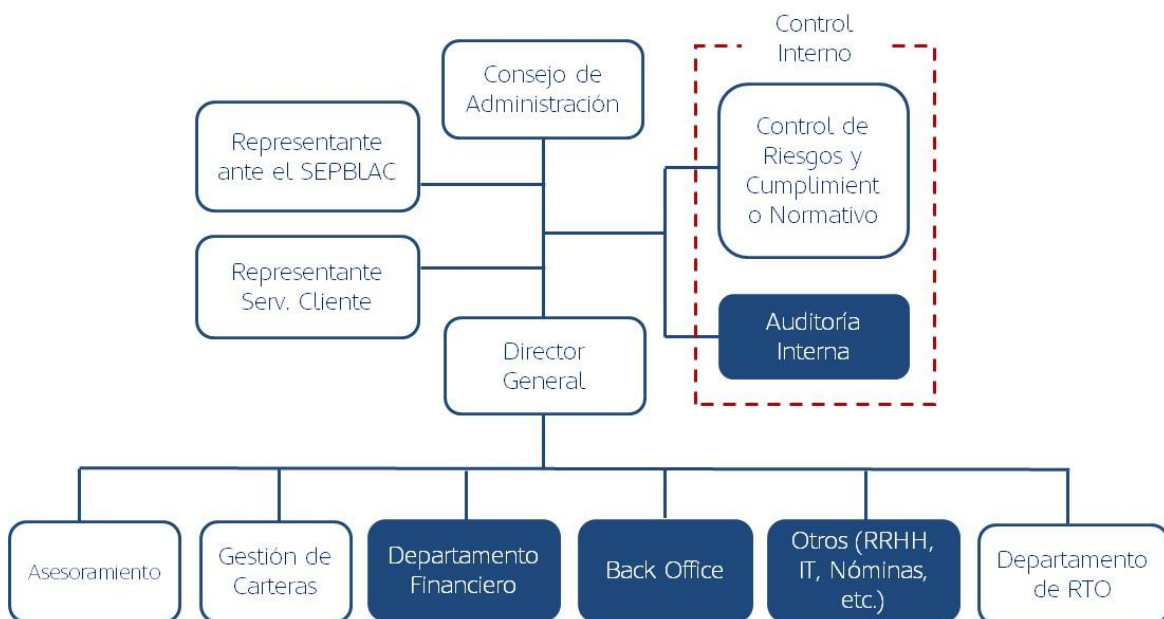 Control
Interno
Consejo de
Administración
Representante
ante el SEPBLAC
Control de
Riesgos y
Cumplimient
o Normativo
Representante
Serv. Cliente
Auditoría
Interna
Director
General
Asesoramiento
Gestión de
Carteras
Departamento
Financiero
Back Office
Otros (RRHH,
IT, Nóminas,
etc.)
Departamento
de RTO